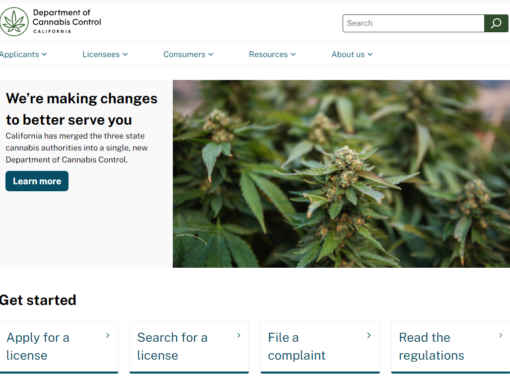 Department of
Cannabis Control
CALIFORNIA
Search
Applicants
Licensees
Consumers
Resources
About us
We're making changes
to better serve you
California has merged the three state
cannabis authorities into a single, new
Department of Cannabis Control.
Learn more
Get started
Apply for a
license
Search for a
license
File a
complaint
Read the
regulations